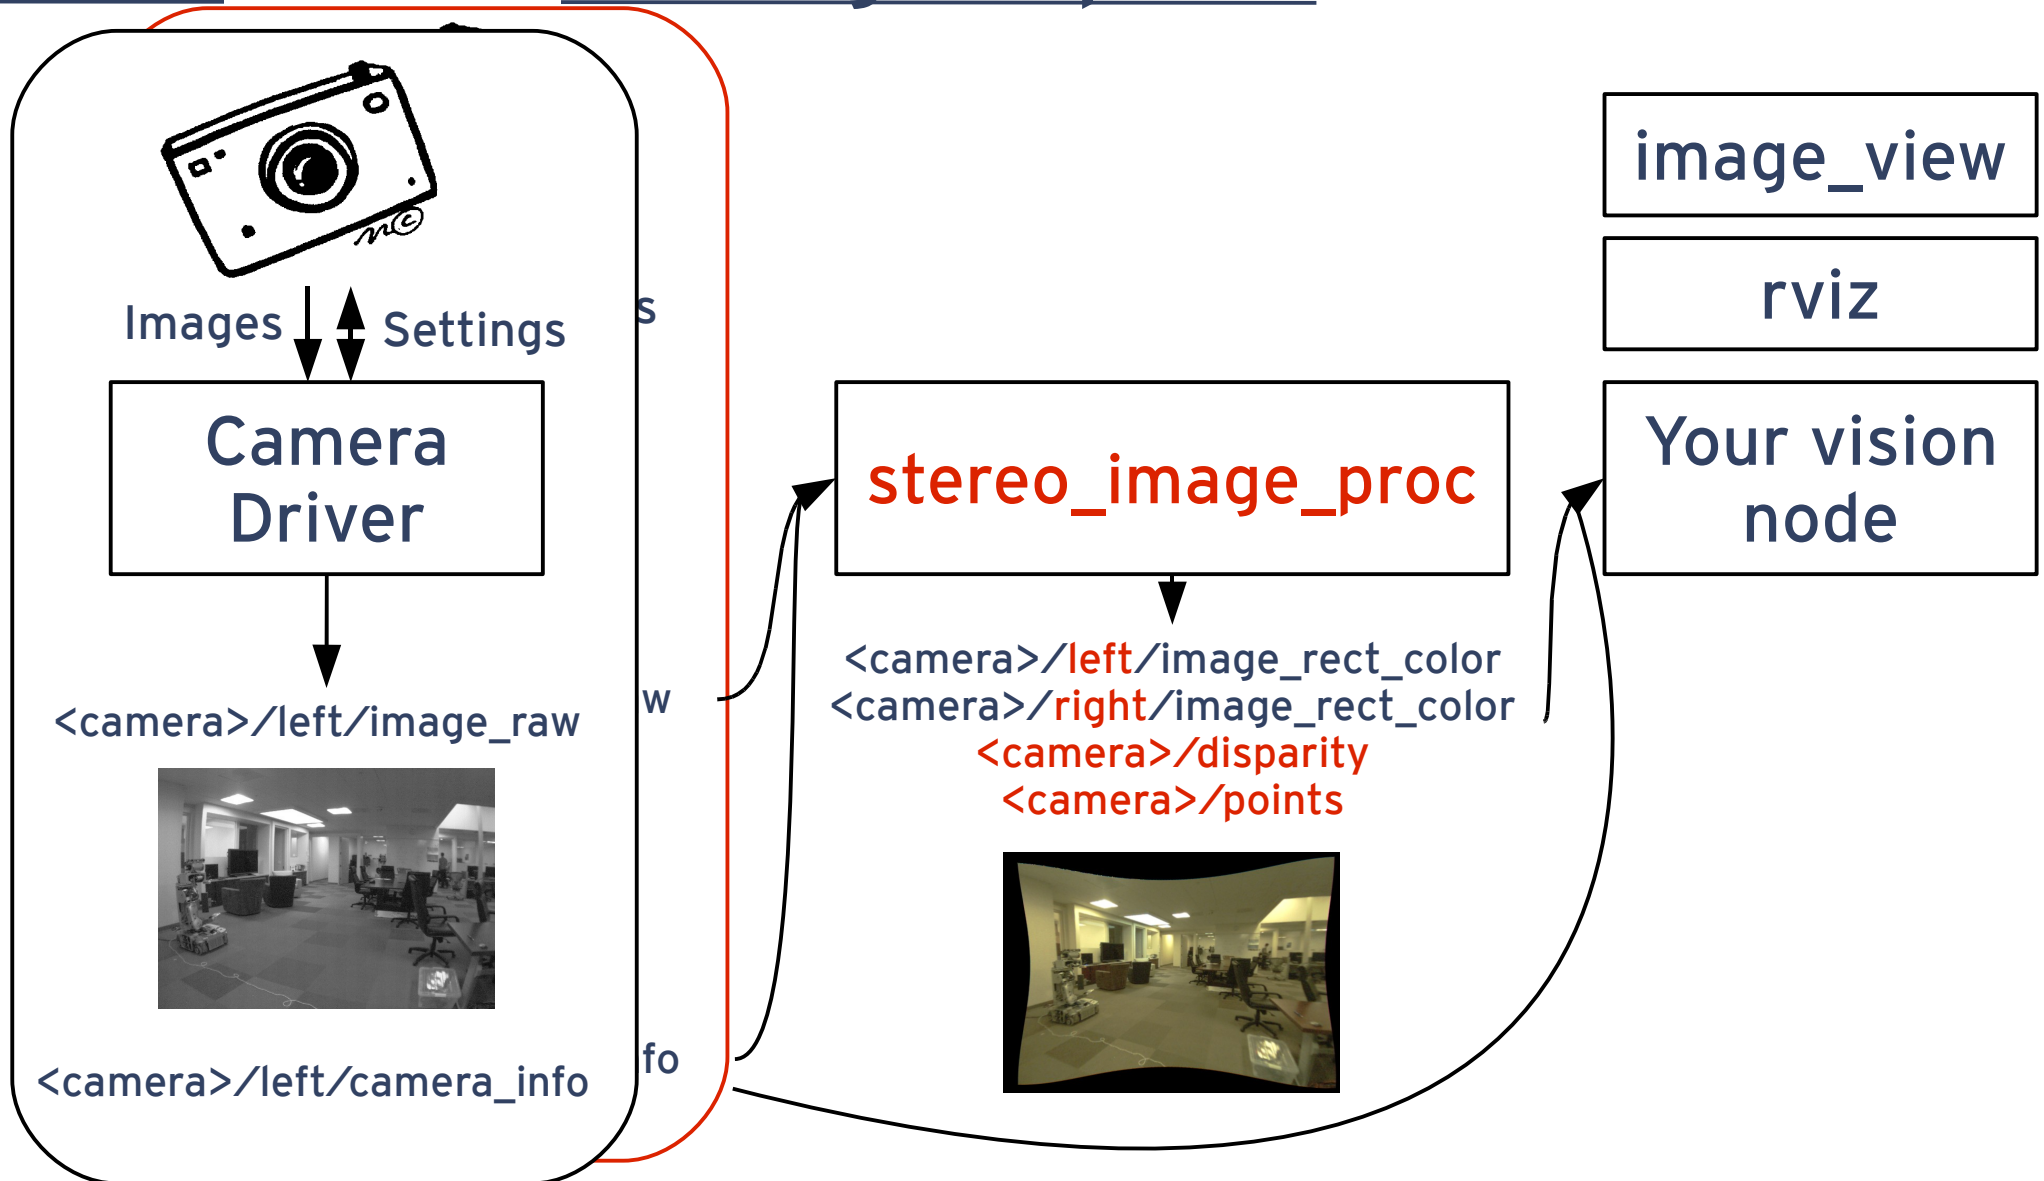 Images
Settings
Camera
Driver
<camera>/left/image_raw
<camera>/left/camera_info
s
w
fo
stereo_image_proc
<camera>/left/image_rect_color
<camera>/right/image_rect_color
<camera>/disparity
<camera>/points
image_view
rviz
Your vision
node